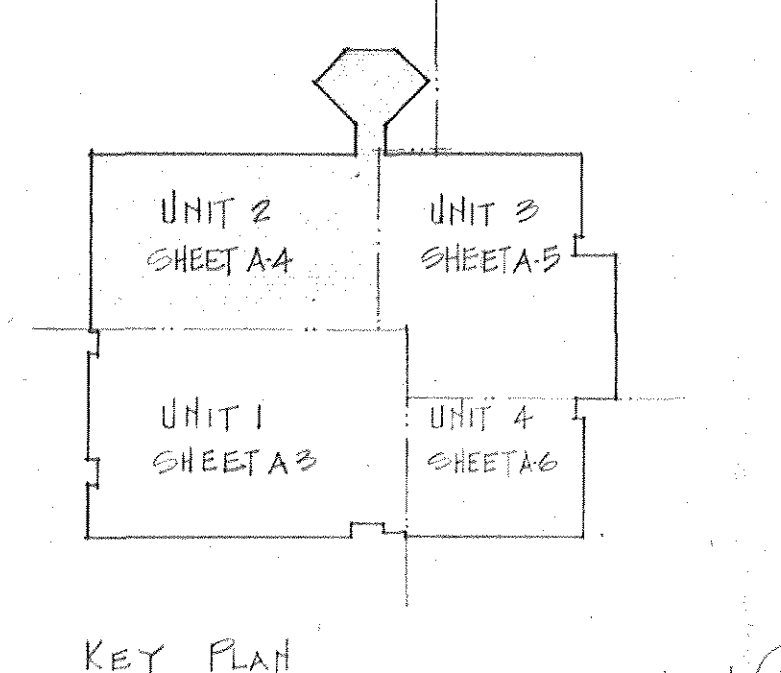 UNIT 2
SHEET A-4
UNIT 3
SHEET A-5
UNIT 1
SHEET A3
UNIT 4
SHEET A-6
KEY PLAN